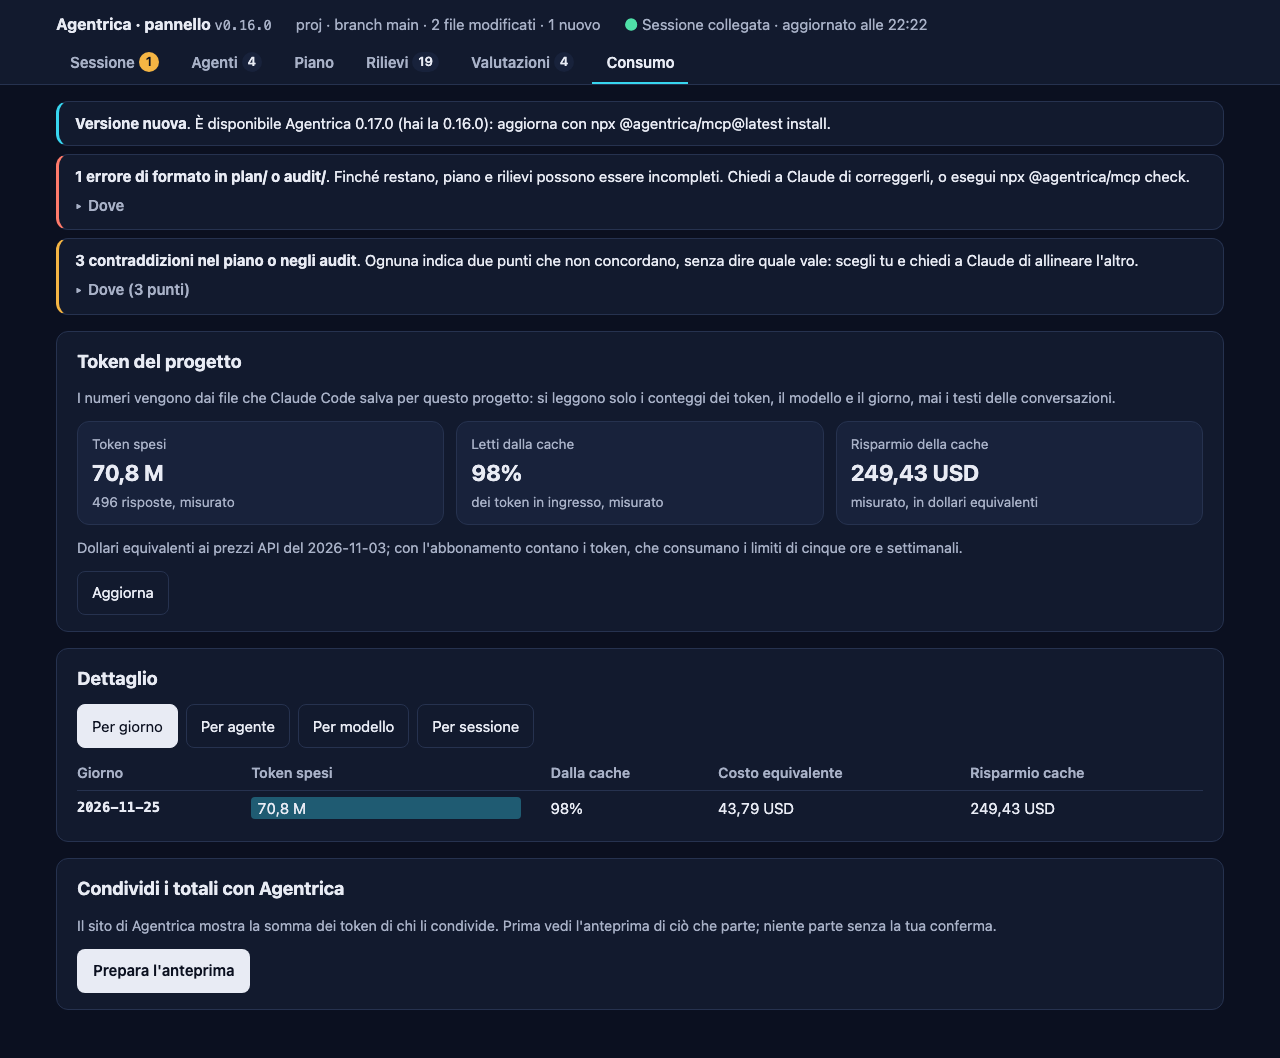 Agentrica · pannello v0.16.0 proj · branch main · 2 file modificati · 1 nuovo Sessione collegata · aggiornato alle 22:22
Sessione 1 Agenti 4 Piano Rilievi 19 Valutazioni 4 Consumo
Versione nuova. È disponibile Agentrica 0.17.0 (hai la 0.16.0): aggiorna con npx @agentrica/mcp@latest install.
1 errore di formato in plan/ o audit/. Finché restano, piano e rilievi possono essere incompleti. Chiedi a Claude di correggerli, o esegui npx @agentrica/mcp check.
▸ Dove
3 contraddizioni nel piano o negli audit. Ognuna indica due punti che non concordano, senza dire quale vale: scegli tu e chiedi a Claude di allineare l'altro.
▸ Dove (3 punti)
Token del progetto
I numeri vengono dai file che Claude Code salva per questo progetto: si leggono solo i conteggi dei token, il modello e il giorno, mai i testi delle conversazioni.
Token spesi
70,8 M
496 risposte, misurato
Letti dalla cache
98%
dei token in ingresso, misurato
Risparmio della cache
249,43 USD
misurato, in dollari equivalenti
Dollari equivalenti ai prezzi API del 2026-11-03; con l'abbonamento contano i token, che consumano i limiti di cinque ore e settimanali.
Aggiorna
Dettaglio
Per giorno Per agente Per modello Per sessione
Giorno Token spesi Dalla cache Costo equivalente Risparmio cache
2026-11-25 70,8 M 98% 43,79 USD 249,43 USD
Condividi i totali con Agentrica
Il sito di Agentrica mostra la somma dei token di chi li condivide. Prima vedi l'anteprima di ciò che parte; niente parte senza la tua conferma.
Prepara l'anteprima